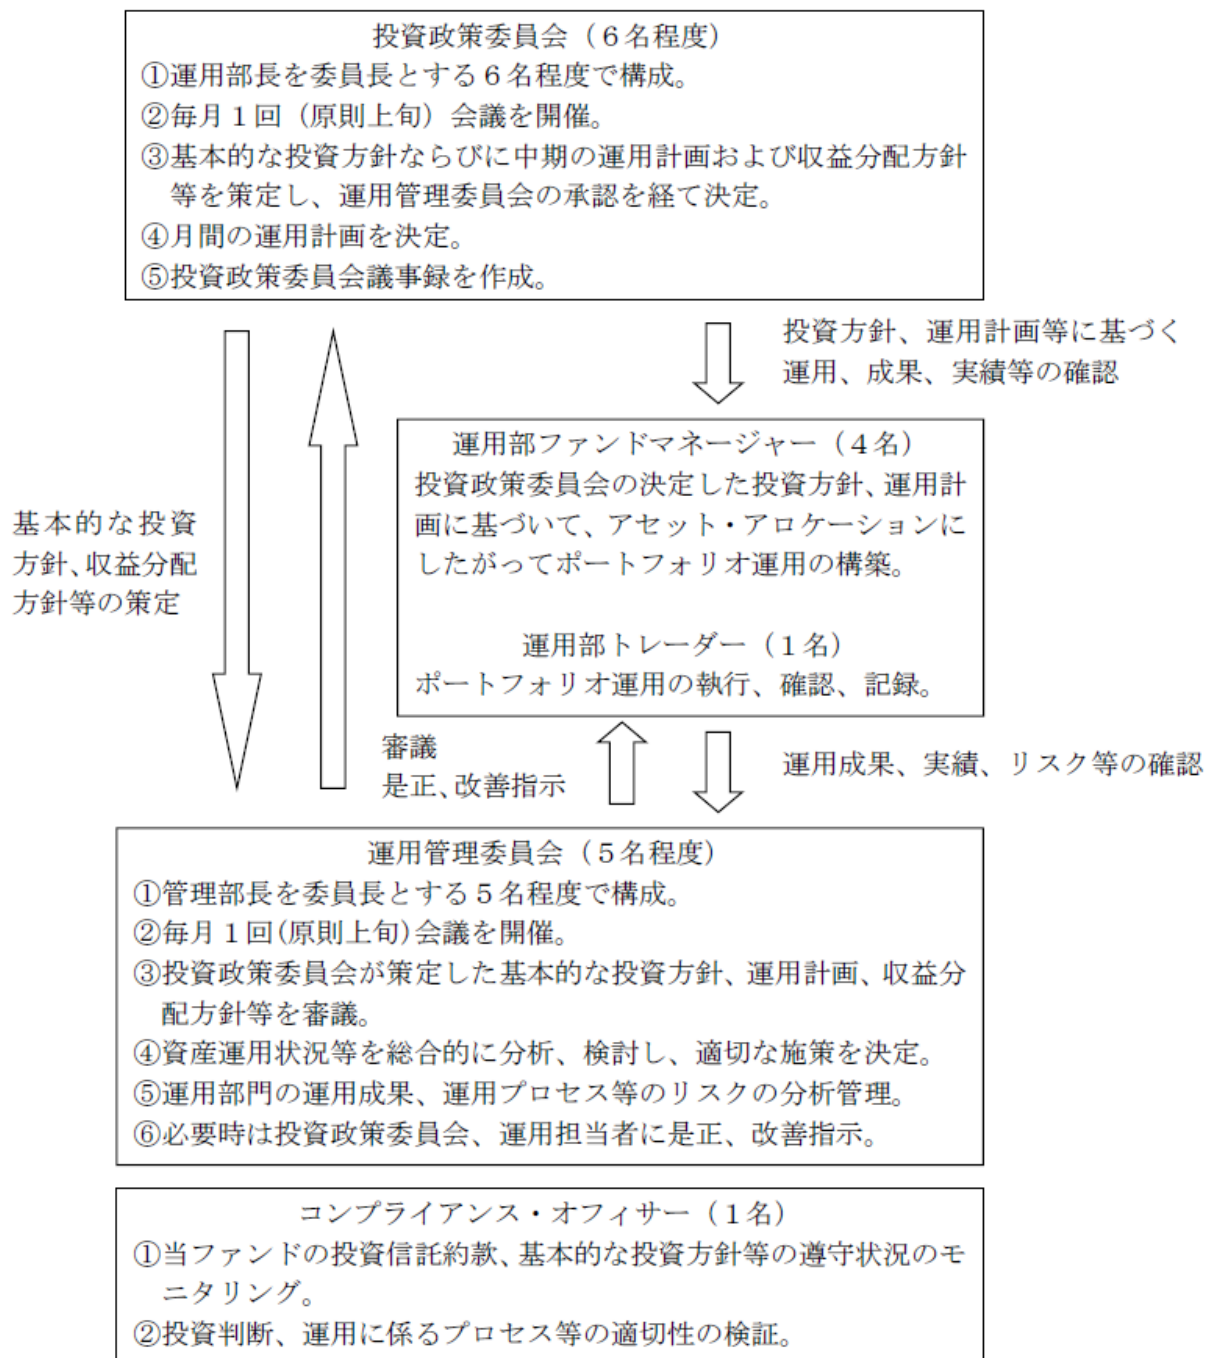 投資政策委員会（６名程度）
①運用部長を委員長とする６名程度で構成。
②毎月１回（原則上旬）会議を開催。
③基本的な投資方針ならびに中期の運用計画および収益分配方針
等を策定し、運用管理委員会の承認を経て決定。
④月間の運用計画を決定。
⑤投資政策委員会議事録を作成。
投資方針、運用計画等に基づく
運用、成果、実績等の確認
運用部ファンドマネージャー（４名）
投資政策委員会の決定した投資方針、運用計
画に基づいて、アセット・アロケーションに
したがってポートフォリオ運用の構築。
運用部トレーダー（１名）
ポートフォリオ運用の執行、確認、記録。
基本的な投資
方針、収益分配
方針等の策定
審議
是正、改善指示
運用成果、実績、リスク等の確認
運用管理委員会（５名程度）
①管理部長を委員長とする５名程度で構成。
②毎月１回(原則上旬)会議を開催。
③投資政策委員会が策定した基本的な投資方針、運用計画、収益分
配方針等を審議。
④資産運用状況等を総合的に分析、検討し、適切な施策を決定。
⑤運用部門の運用成果、運用プロセス等のリスクの分析管理。
⑥必要時は投資政策委員会、運用担当者に是正、改善指示。
コンプライアンス・オフィサー（１名）
①当ファンドの投資信託約款、基本的な投資方針等の遵守状況のモ
ニタリング。
②投資判断、運用に係るプロセス等の適切性の検証。